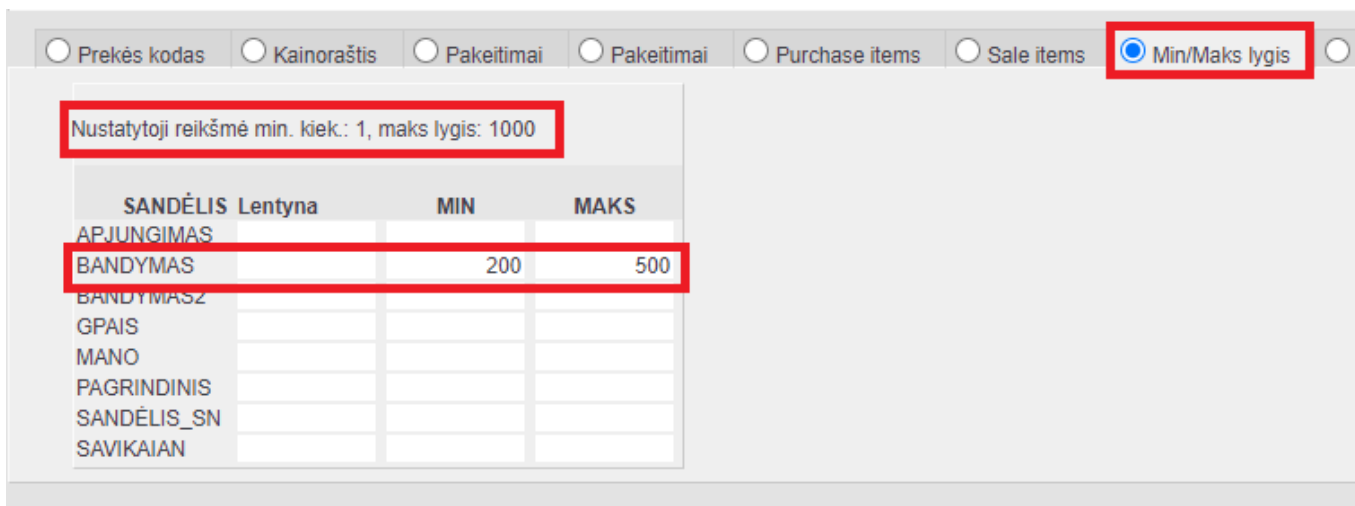 Prekės kodas Kainoraštis Pakeitimai Pakeitimai Purchase items Sale items Min/Maks lygis
Nustatytoji reikšmė min. kiek.: 1, maks lygis: 1000
SANDĖLIS Lentyna MIN MAKS
APJUNGIMAS
BANDYMAS 200 500
BANDYMAS2
GPAIS
MANO
PAGRINDINIS
SANDĖLIS_SN
SAVIKAIAN